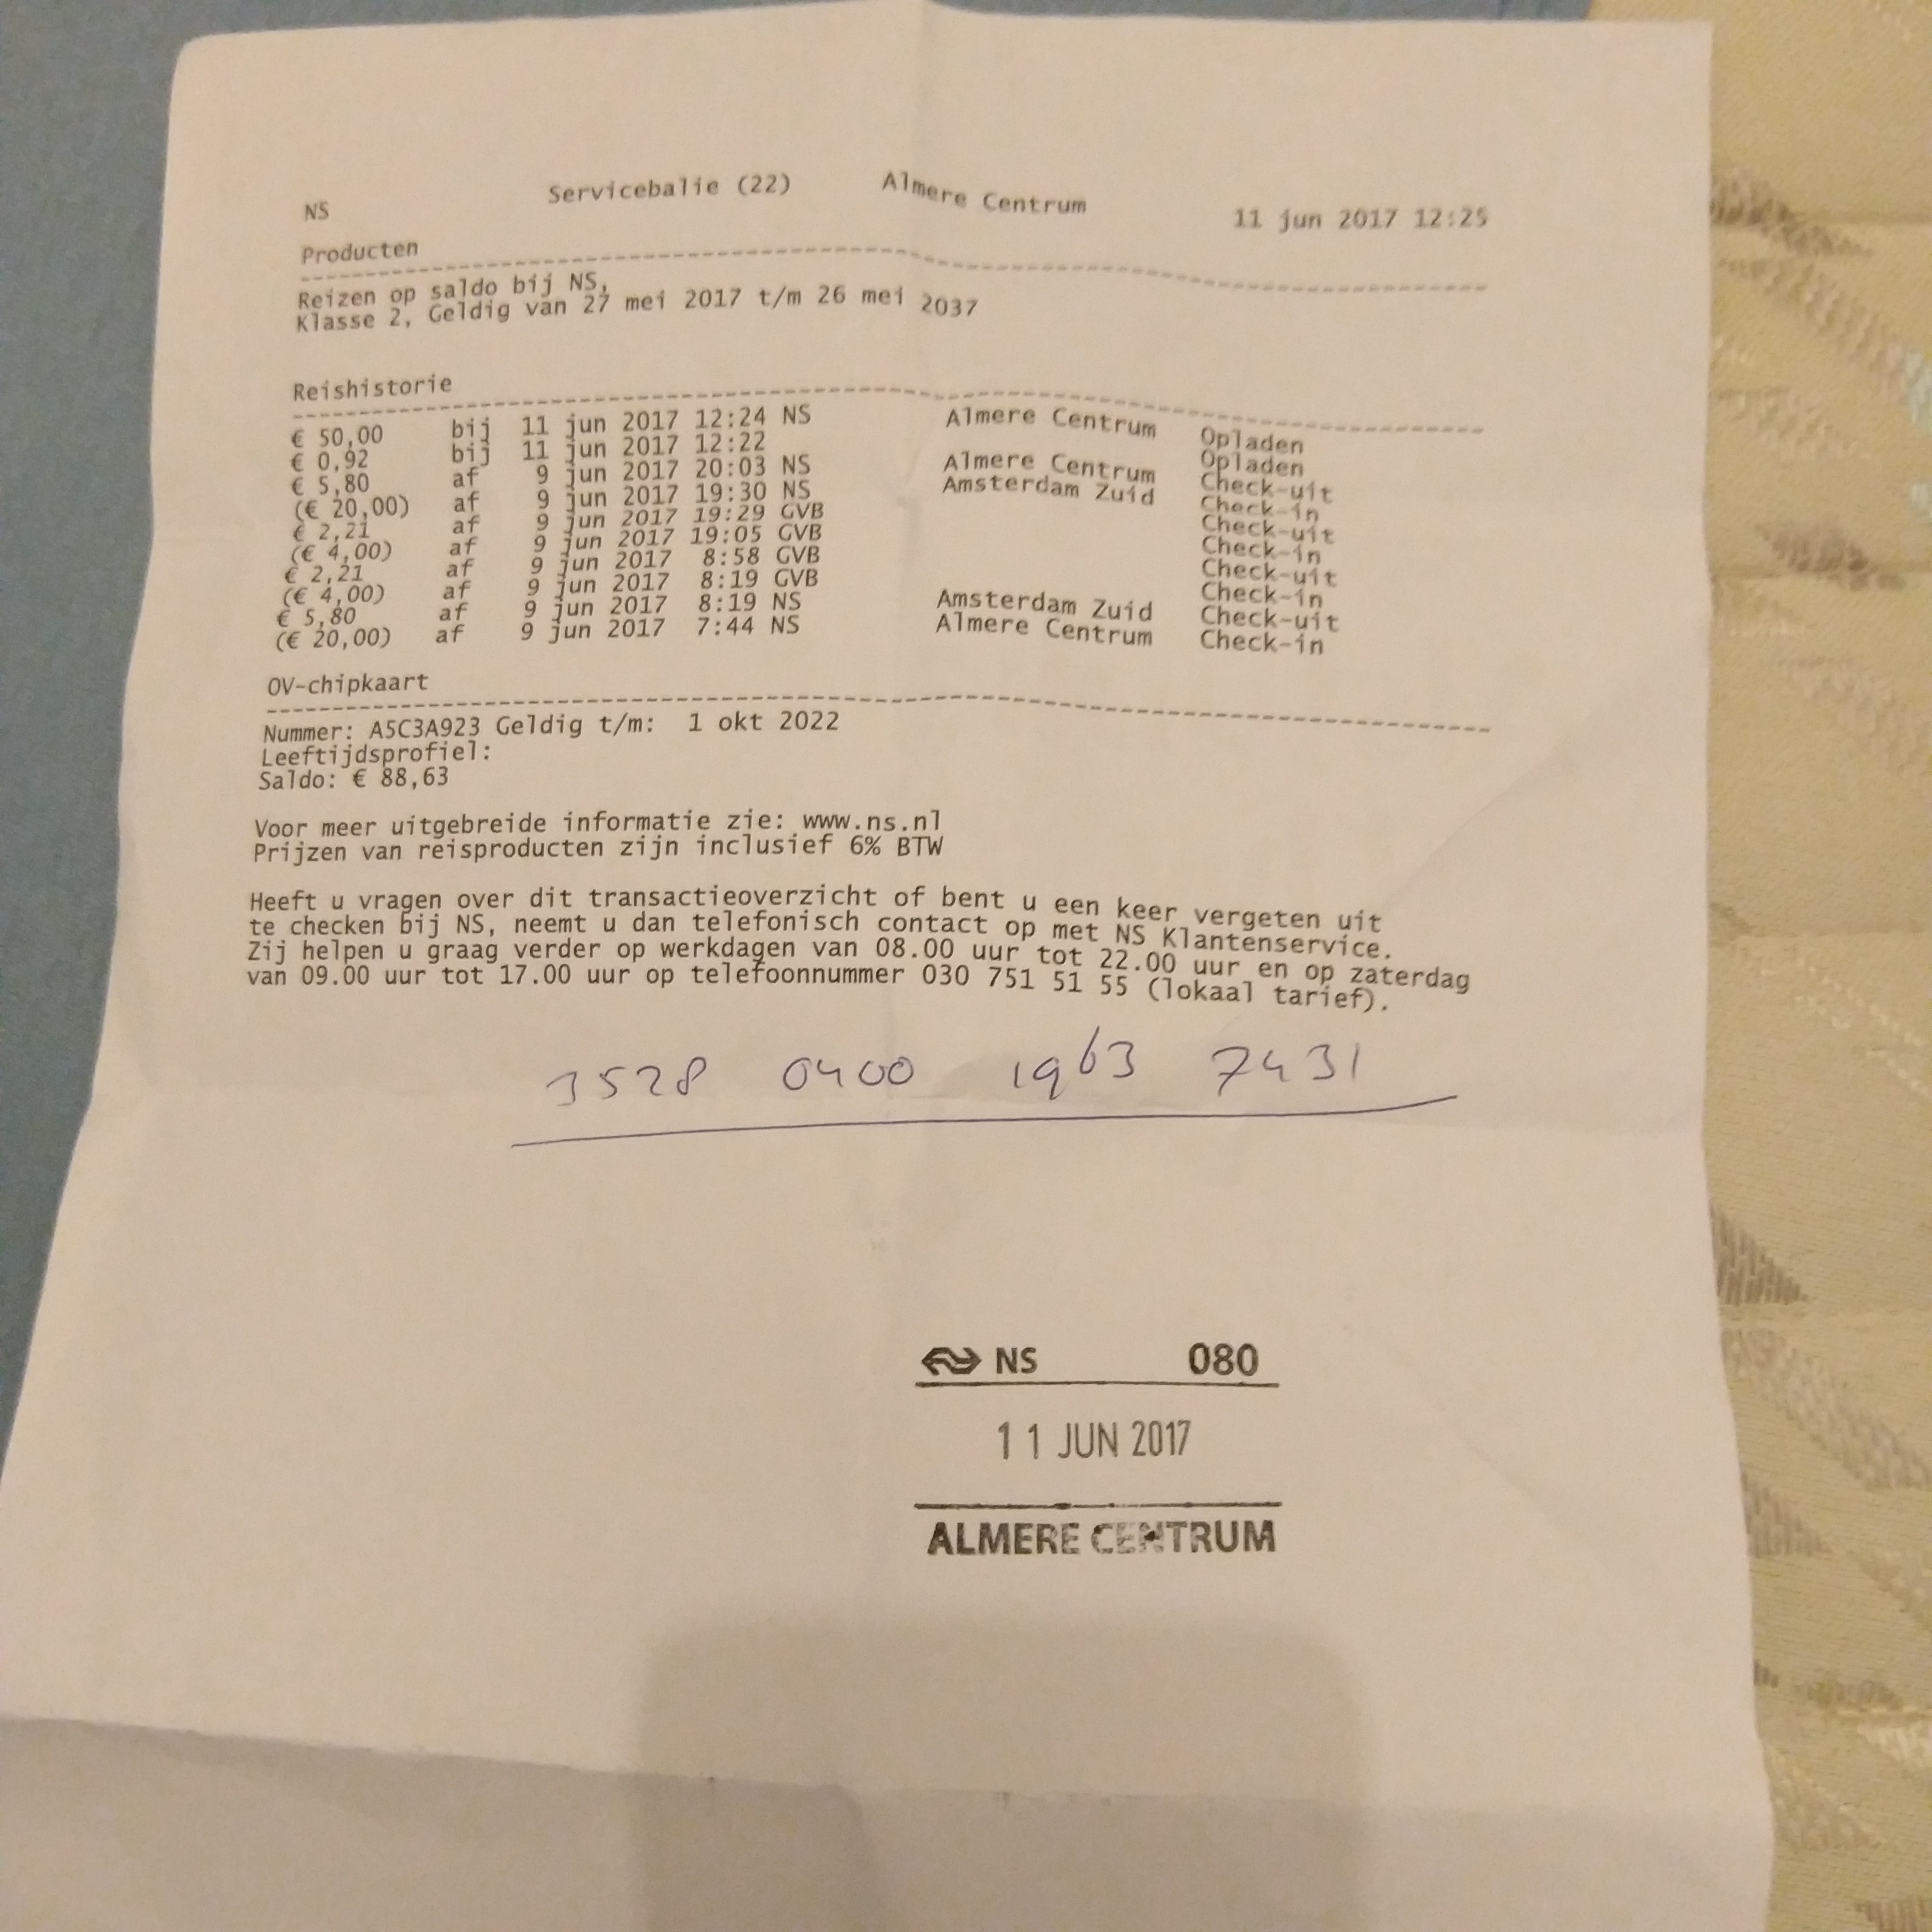 NS Servicebalie (22) Almere Centrum 11 jun 2017 12:25
Producten
Reizen op saldo bij NS,
Klasse 2, Geldig van 27 mei 2017 t/m 26 mei 2037
Reishistorie
€ 50,00 bij 11 jun 2017 12:24 NS Almere Centrum Opladen
€ 0,92 bij 11 jun 2017 12:22 Opladen
€ 5,80 af 9 jun 2017 20:03 NS Almere Centrum Check-uit
(€ 20,00) af 9 jun 2017 19:30 NS Amsterdam Zuid Check-in
€ 2,21 af 9 jun 2017 19:29 GVB Check-uit
(€ 4,00) af 9 jun 2017 19:05 GVB Check-in
€ 2,21 af 9 jun 2017 8:58 GVB Check-uit
(€ 4,00) af 9 jun 2017 8:19 GVB Check-in
€ 5,80 af 9 jun 2017 8:19 NS Amsterdam Zuid Check-uit
(€ 20,00) af 9 jun 2017 7:44 NS Almere Centrum Check-in
OV-chipkaart
Nummer: A5C3A923 Geldig t/m: 1 okt 2022
Leeftijdsprofiel:
Saldo: € 88,63
Voor meer uitgebreide informatie zie: www.ns.nl
Prijzen van reisproducten zijn inclusief 6% BTW
Heeft u vragen over dit transactieoverzicht of bent u een keer vergeten uit
te checken bij NS, neemt u dan telefonisch contact op met NS Klantenservice.
Zij helpen u graag verder op werkdagen van 08.00 uur tot 22.00 uur en op zaterdag
van 09.00 uur tot 17.00 uur op telefoonnummer 030 751 51 55 (lokaal tarief).
3528 0400 1963 7431
NS 080
11 JUN 2017
ALMERE CENTRUM